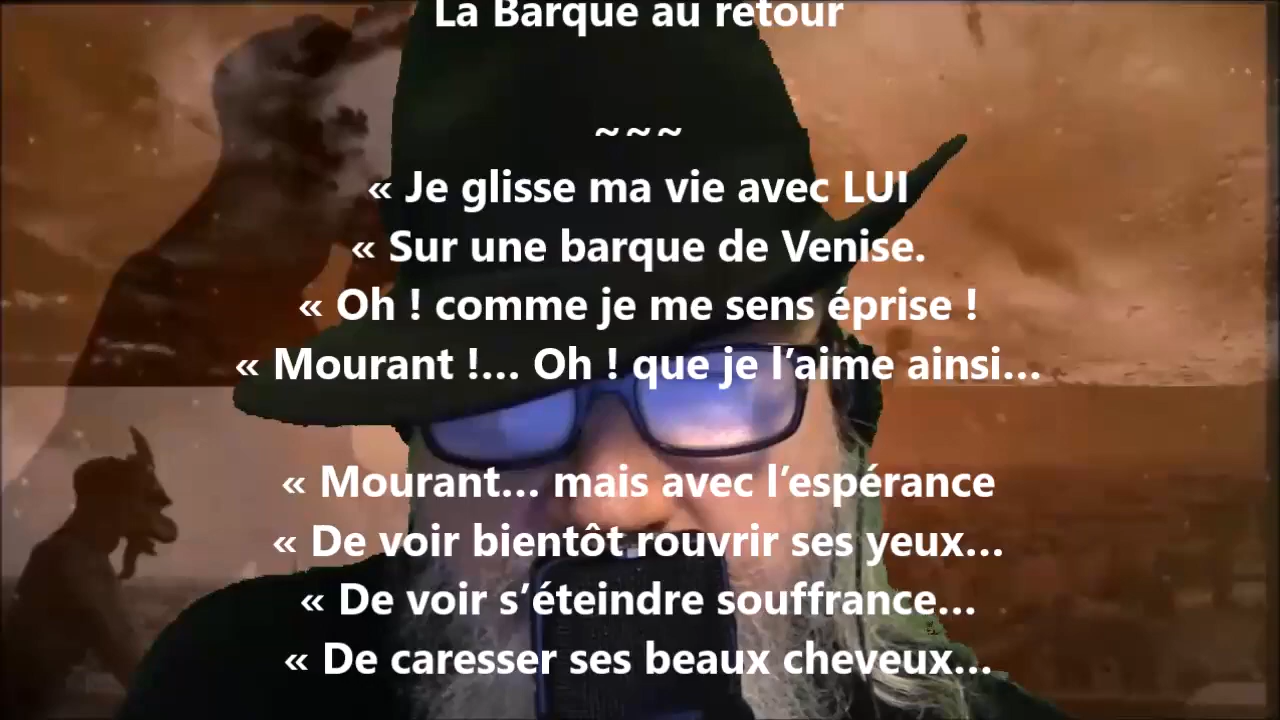 La Barque au retour
~~~
« Je glisse ma vie avec LUI
« Sur une barque de Venise.
« Oh ! comme je me sens éprise !
« Mourant !... Oh ! que je l’aime ainsi...
« Mourant... mais avec l’espérance
« De voir bientôt rouvrir ses yeux...
« De voir s’éteindre souffrance...
« De caresser ses beaux cheveux...